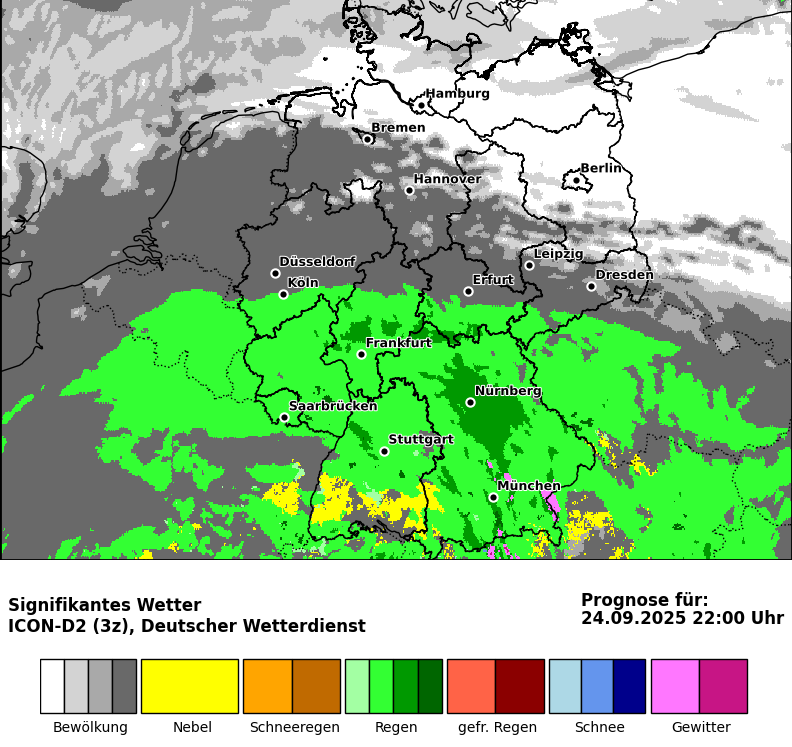 Hamburg
Bremen
Berlin
Hannover
Düsseldorf
Leipzig
Köln
Erfurt
Dresden
Frankfurt
Nürnberg
Saarbrücken
Stuttgart
München
Signifikantes Wetter
ICON-D2 (3z), Deutscher Wetterdienst
Prognose für:
24.09.2025 22:00 Uhr
Bewölkung
Nebel
Schneeregen
Regen
gefr. Regen
Schnee
Gewitter